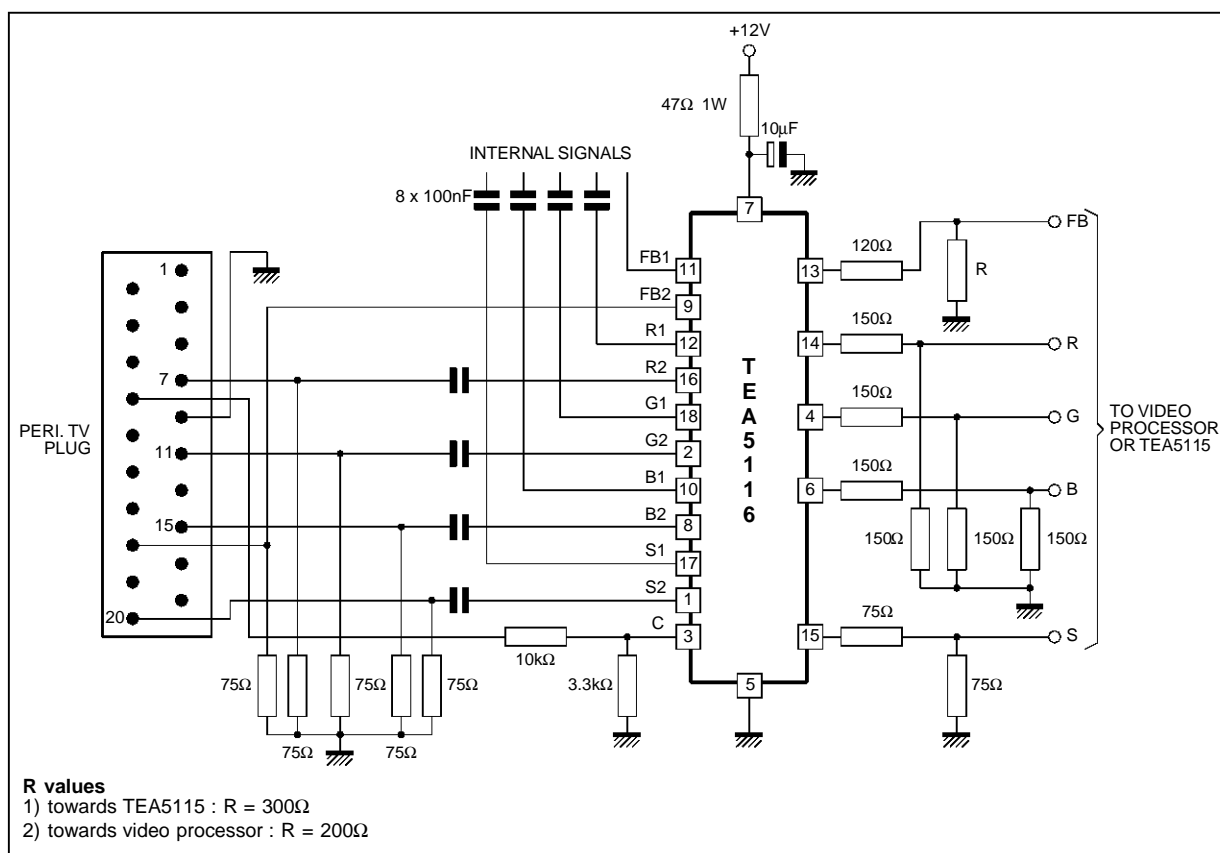 +12V
47Ω 1W
10µF
INTERNAL SIGNALS
8 x 100nF
7
FB
120Ω
1
FB1
11
13
R
FB2
9
150Ω
R1
12
14
R
7
R2
16
T
E
A
5
1
1
6
150Ω
G1
18
4
G
PERI. TV
PLUG
TO VIDEO
PROCESSOR
OR TEA5115
11
G2
2
150Ω
B1
10
6
B
15
B2
8
150Ω
150Ω
150Ω
S1
17
S2
1
20
C
3
75Ω
15
S
10kΩ
75Ω
75Ω
75Ω
3.3kΩ
5
75Ω
75Ω
75Ω
R values
1) towards TEA5115 : R = 300Ω
2) towards video processor : R = 200Ω